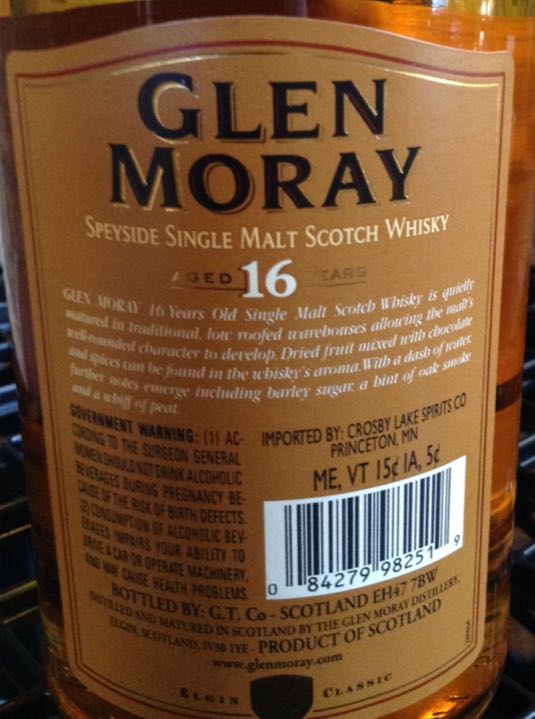 GLEN
MORAY
SPEYSIDE SINGLE MALT SCOTCH WHISKY
AGED 16 YEARS
GLEN MORAY 16 Years Old Single Malt Scotch Whisky is quietly
matured in traditional, low roofed warehouses allowing the malt's
well-rounded character to develop. Dried fruit mixed with chocolate
and spices can be found in the whisky's aroma. With a dash of water,
further notes emerge including barley sugar, a hint of oak smoke
and a whiff of peat.
GOVERNMENT WARNING: (1) AC-
CORDING TO THE SURGEON GENERAL
WOMEN SHOULD NOT DRINK ALCOHOLIC
BEVERAGES DURING PREGNANCY BE-
CAUSE OF THE RISK OF BIRTH DEFECTS.
(2) CONSUMPTION OF ALCOHOLIC BEV-
ERAGES IMPAIRS YOUR ABILITY TO
DRIVE A CAR OR OPERATE MACHINERY,
AND MAY CAUSE HEALTH PROBLEMS.
IMPORTED BY: CROSBY LAKE SPIRITS CO
PRINCETON, MN
ME, VT 15¢ IA, 5¢
0 84279 98251 9
BOTTLED BY: G.T. Co - SCOTLAND EH47 7BW
DISTILLED AND MATURED IN SCOTLAND BY THE GLEN MORAY DISTILLERY,
ELGIN, SCOTLAND, IV30 1YE - PRODUCT OF SCOTLAND
www.glenmoray.com
ELGIN CLASSIC